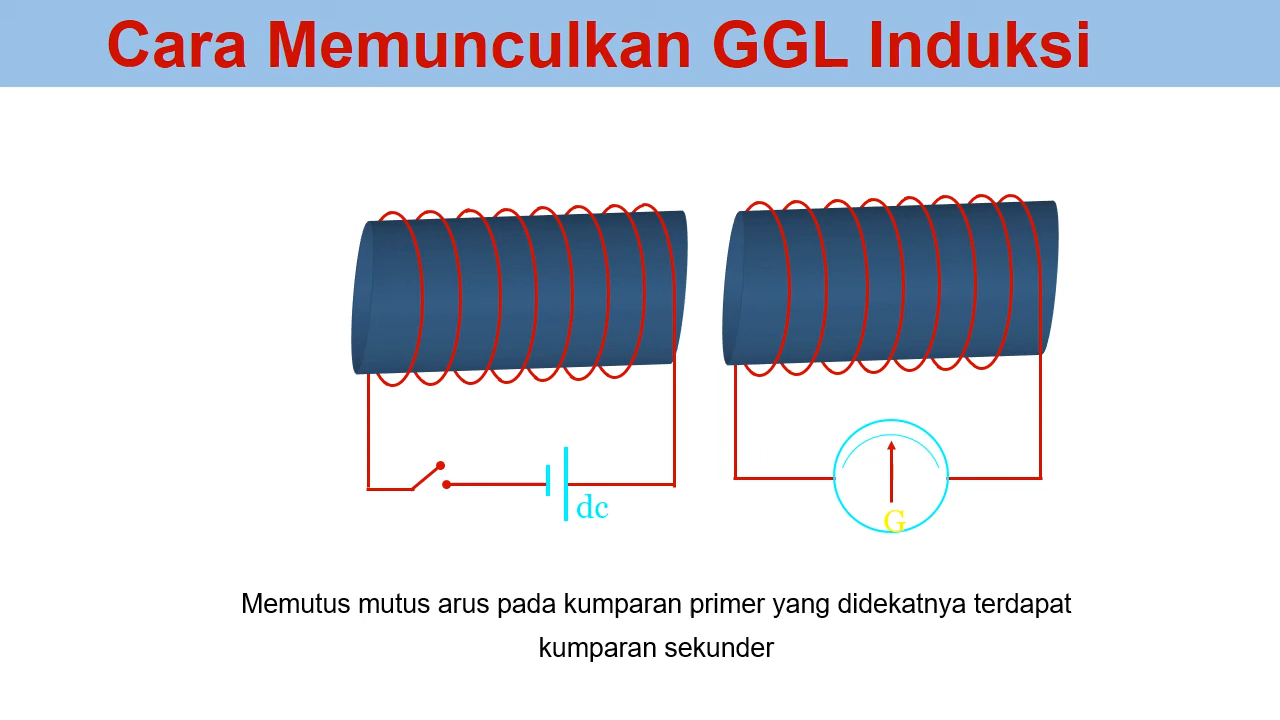 Cara Memunculkan GGL Induksi
dc
G
Memutus mutus arus pada kumparan primer yang didekatnya terdapat
kumparan sekunder